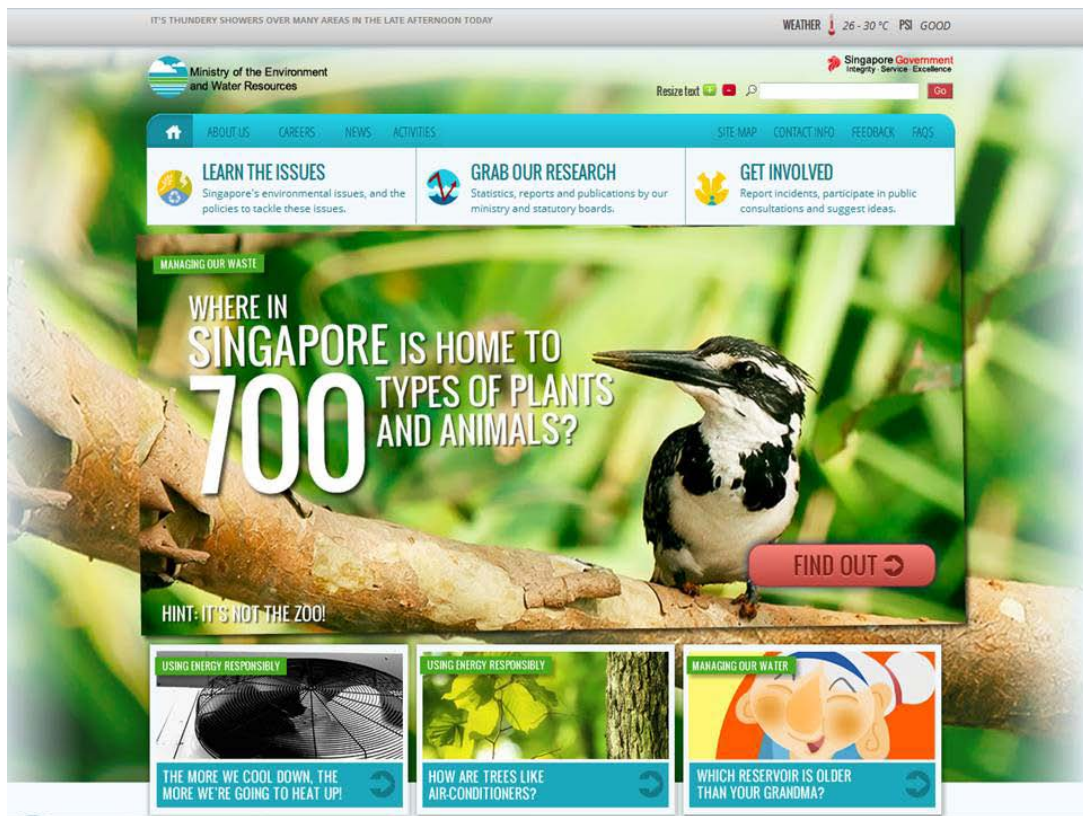 IT'S THUNDERY SHOWERS OVER MANY AREAS IN THE LATE AFTERNOON TODAY
WEATHER 26 - 30 °C PSI GOOD
Ministry of the Environment
and Water Resources
Singapore Government
Integrity · Service · Excellence
Resize text + -
Go
ABOUT US CAREERS NEWS ACTIVITIES SITE MAP CONTACT INFO FEEDBACK FAQS
LEARN THE ISSUES
Singapore's environmental issues, and the
policies to tackle these issues.
GRAB OUR RESEARCH
Statistics, reports and publications by our
ministry and statutory boards.
GET INVOLVED
Report incidents, participate in public
consultations and suggest ideas.
MANAGING OUR WASTE
WHERE IN
SINGAPORE IS HOME TO
700 TYPES OF PLANTS
AND ANIMALS?
FIND OUT
HINT: IT'S NOT THE ZOO!
USING ENERGY RESPONSIBLY
THE MORE WE COOL DOWN, THE
MORE WE'RE GOING TO HEAT UP!
USING ENERGY RESPONSIBLY
HOW ARE TREES LIKE
AIR-CONDITIONERS?
MANAGING OUR WATER
WHICH RESERVOIR IS OLDER
THAN YOUR GRANDMA?